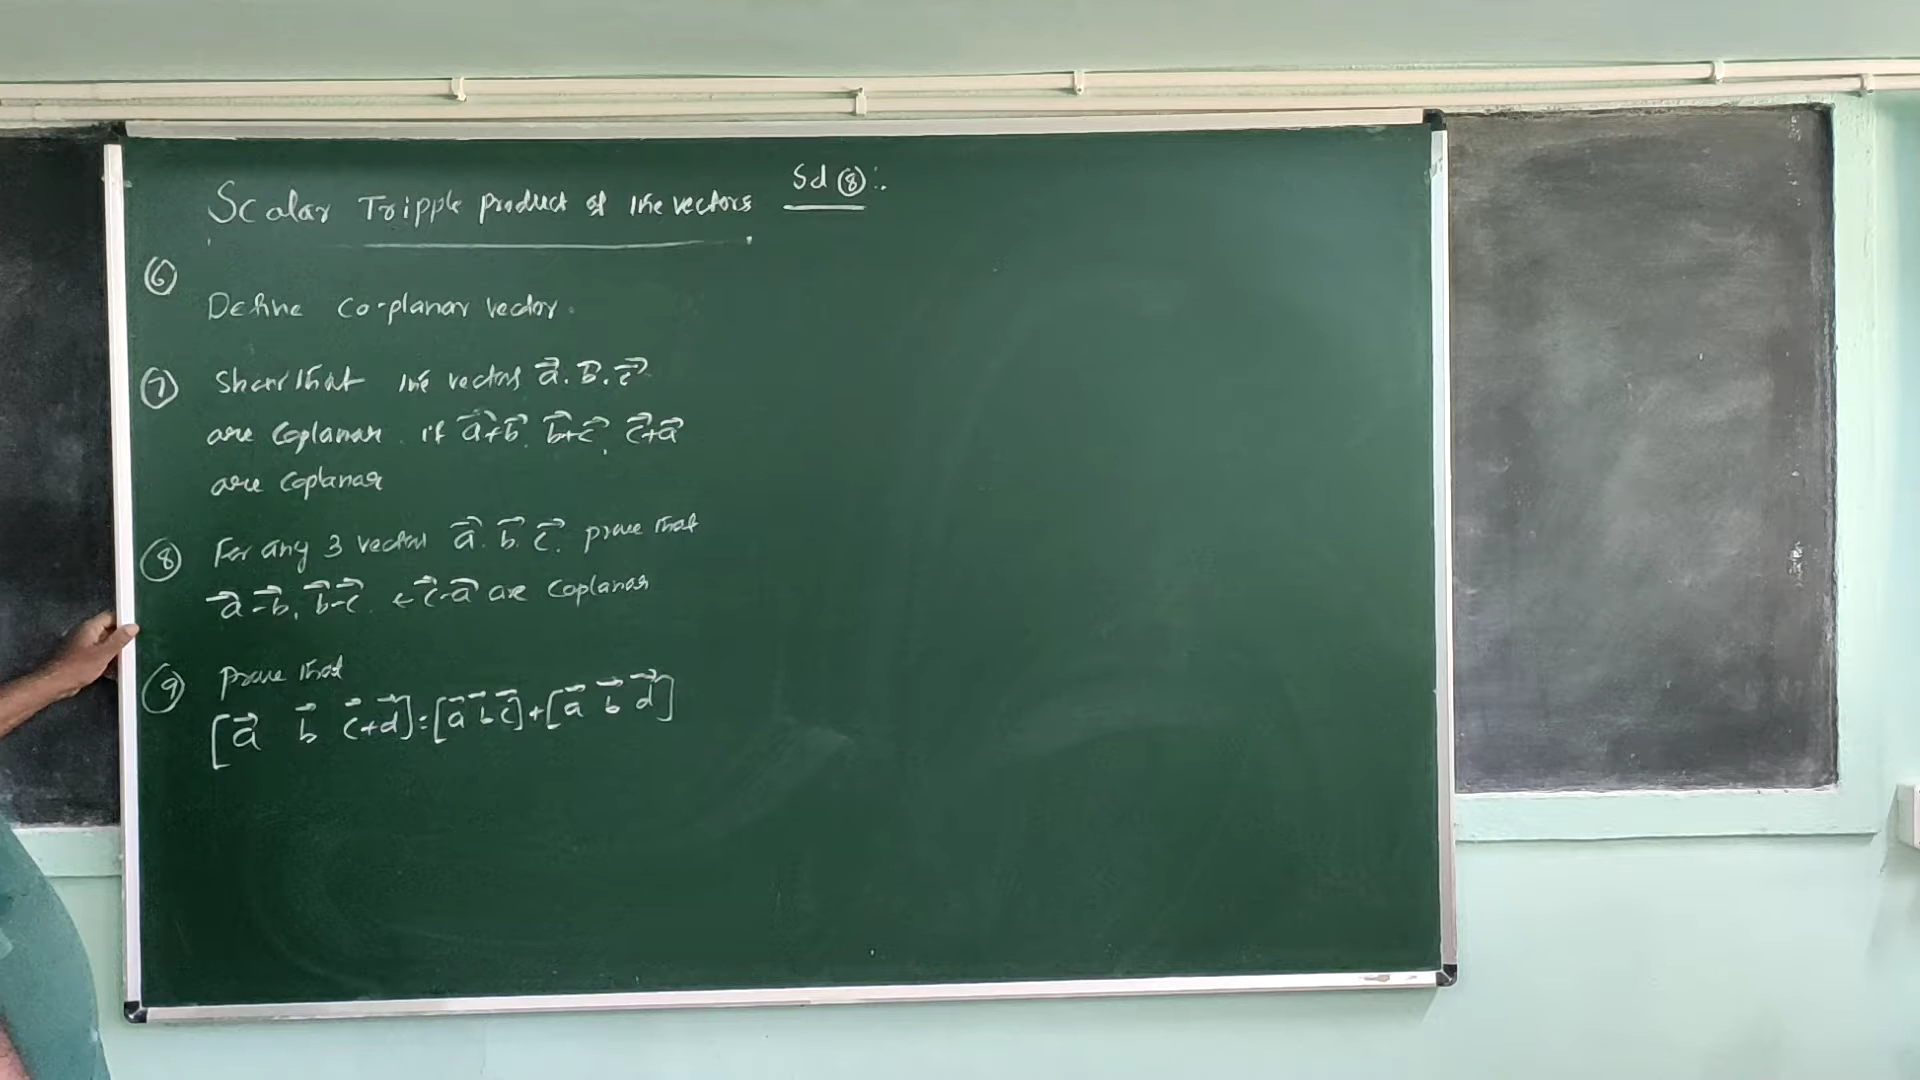 Scalar Tripple product of the vectors
Sol ⑧:.
⑥
Define co-planar vector.
⑦ Show that the vectors a⃗, b⃗, c⃗
are coplanar if a⃗+b⃗, b⃗+c⃗, c⃗+a⃗
are coplanar
⑧ For any 3 vectors a⃗, b⃗, c⃗, prove that
a⃗-b⃗, b⃗-c⃗, & c⃗-a⃗ are coplanar
⑨ prove that
[a⃗ b⃗ c⃗+d⃗]=[a⃗ b⃗ c⃗]+[a⃗ b⃗ d⃗]